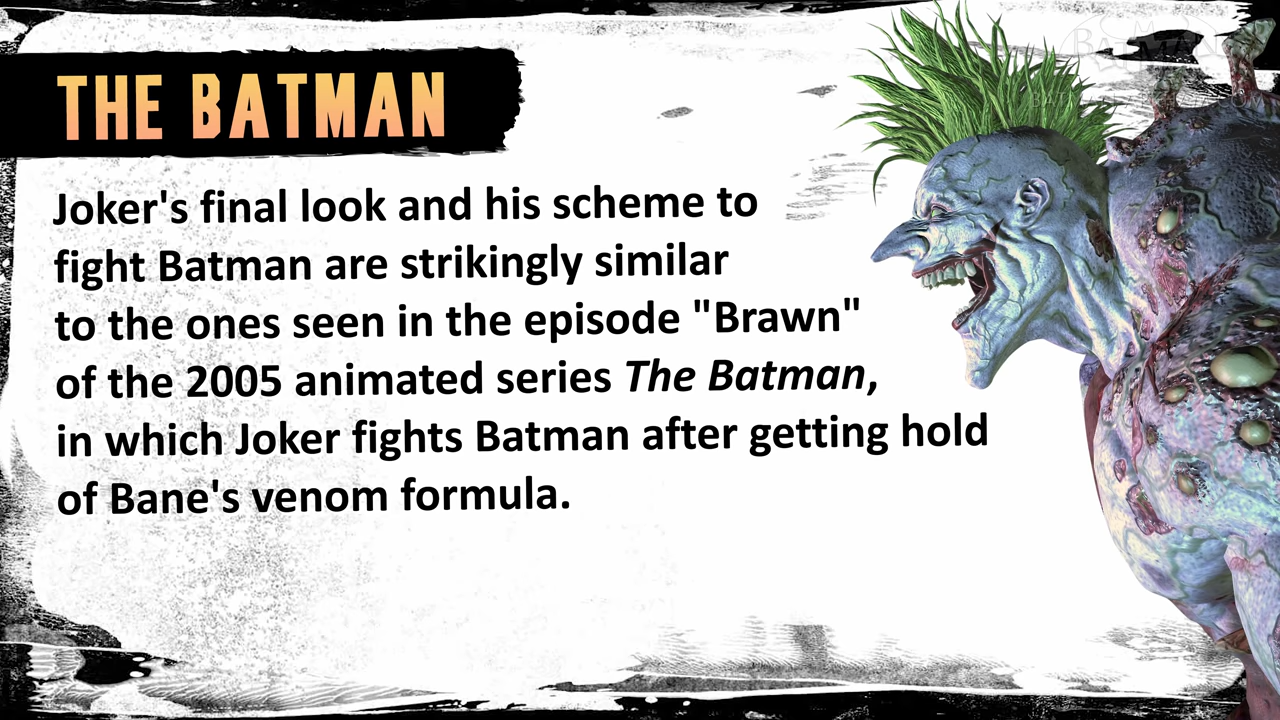 THE BATMAN
Joker's final look and his scheme to
fight Batman are strikingly similar
to the ones seen in the episode "Brawn"
of the 2005 animated series The Batman,
in which Joker fights Batman after getting hold
of Bane's venom formula.